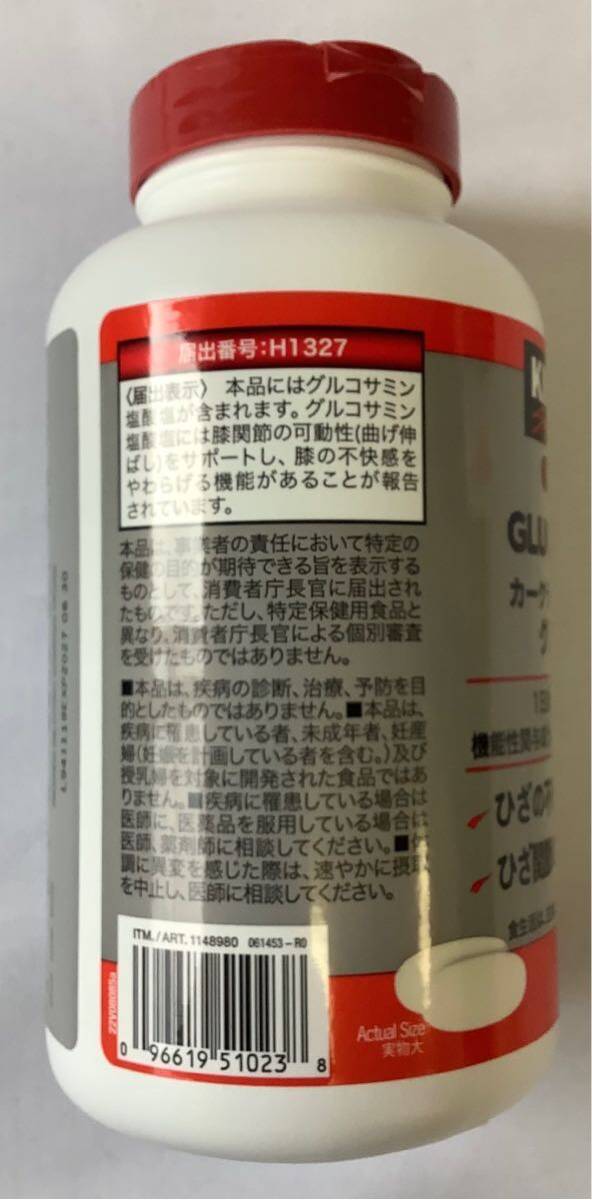 届出番号:H1327
〈届出表示〉 本品にはグルコサミン
塩酸塩が含まれます。グルコサミン
塩酸塩には膝関節の可動性(曲げ伸
ばし)をサポートし、膝の不快感を
やわらげる機能があることが報告
されています。
本品は、事業者の責任において特定の
保健の目的が期待できる旨を表示する
ものとして、消費者庁長官に届出され
たものです。ただし、特定保健用食品と
異なり、消費者庁長官による個別審査
を受けたものではありません。
■本品は、疾病の診断、治療、予防を目
的としたものではありません。■本品は、
疾病に罹患している者、未成年者、妊産
婦(妊娠を計画している者を含む。)及び
授乳婦を対象に開発された食品ではあ
りません。■疾病に罹患している場合は
医師に、医薬品を服用している場合は
医師、薬剤師に相談してください。■体
調に異変を感じた際は、速やかに摂取
を中止し、医師に相談してください。
ITM./ART. 1148980 061453-R0
22V08085a
0 96619 51023 8
Actual Size
実物大
K
GLU
カーク
グ
1日
機能性関与成
ひざの不
ひざ関節
食生活は、